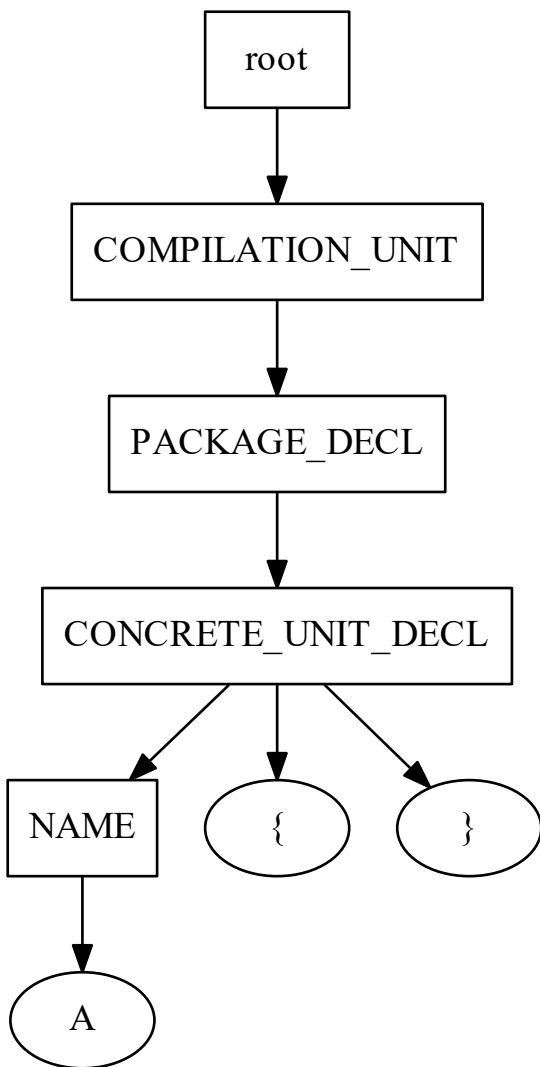 root
COMPILATION_UNIT
PACKAGE_DECL
CONCRETE_UNIT_DECL
NAME { }
A